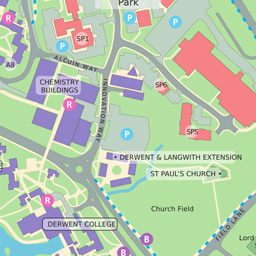 Park
P
P
SP1
ALCUIN WAY
A8
CHEMISTRY
BUILDINGS
R
INNOVATION WAY
SP6
P
SP5
• DERWENT & LANGWITH EXTENSION
ST PAUL'S CHURCH •
R
Church Field
DERWENT COLLEGE
FIELD LANE
B
Lord
S
B